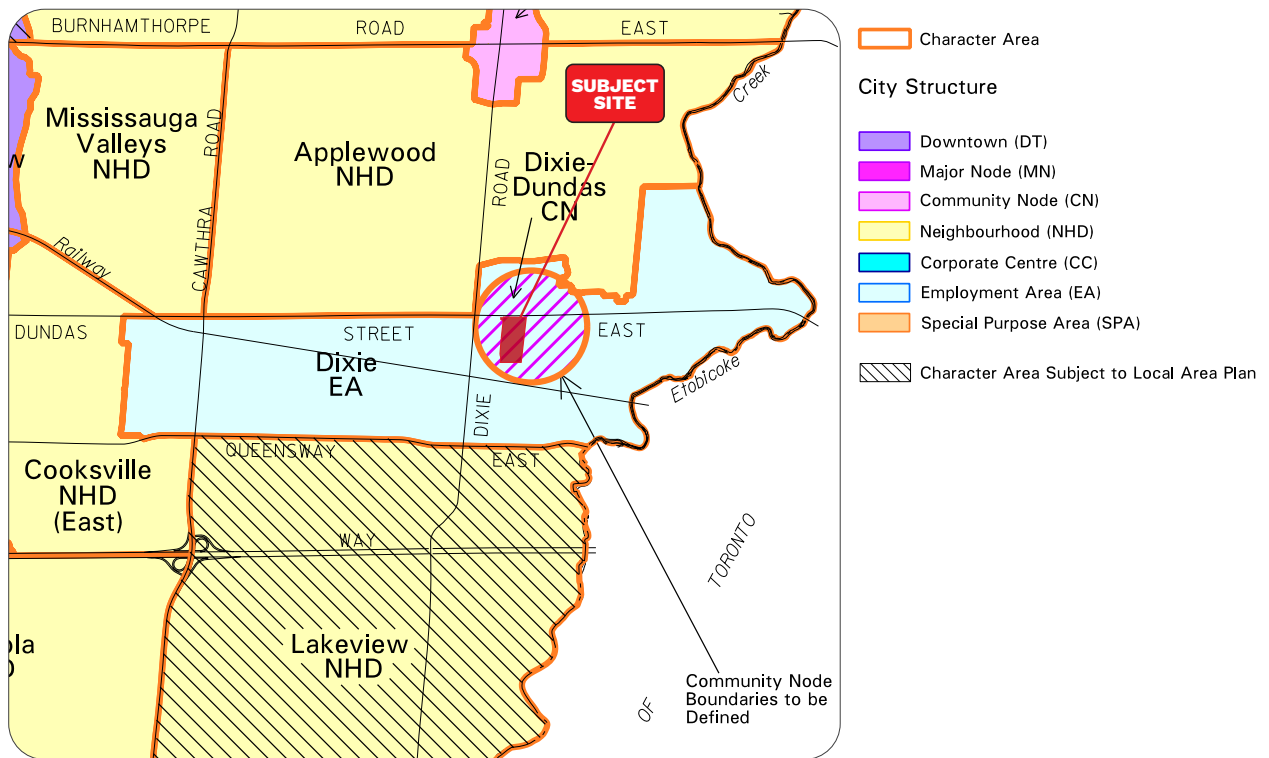 BURNHAMTHORPE ROAD EAST
Creek
SUBJECT
SITE
Mississauga
Valleys
NHD
ROAD
CAWTHRA
Applewood
NHD
ROAD
Dixie-
Dundas
CN
Railway
DUNDAS STREET EAST
Dixie
EA
DIXIE
Etobicoke
QUEENSWAY EAST
Cooksville
NHD
(East)
WAY
TORONTO
OF
Lakeview
NHD
Community Node
Boundaries to be
Defined
Character Area
City Structure
Downtown (DT)
Major Node (MN)
Community Node (CN)
Neighbourhood (NHD)
Corporate Centre (CC)
Employment Area (EA)
Special Purpose Area (SPA)
Character Area Subject to Local Area Plan